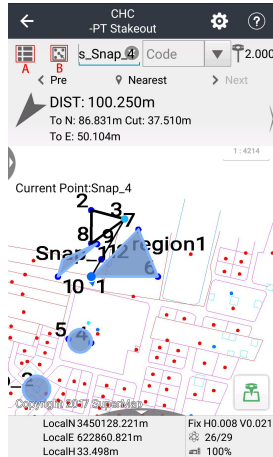 CHC
-PT Stakeout
s_Snap_4 Code 2.000
A B
Pre Nearest Next
DIST: 100.250m
To N: 86.831m Cut: 37.510m
To E: 50.104m
1 : 4214
Current Point:Snap_4
2
3 7
8 9
Snap_1 12 region1
6
10 1
5 4
2
Copyright 2017 SuperMap
LocalN 3450128.221m Fix H0.008 V0.021
LocalE 622860.821m 26/29
LocalH 33.498m 100%